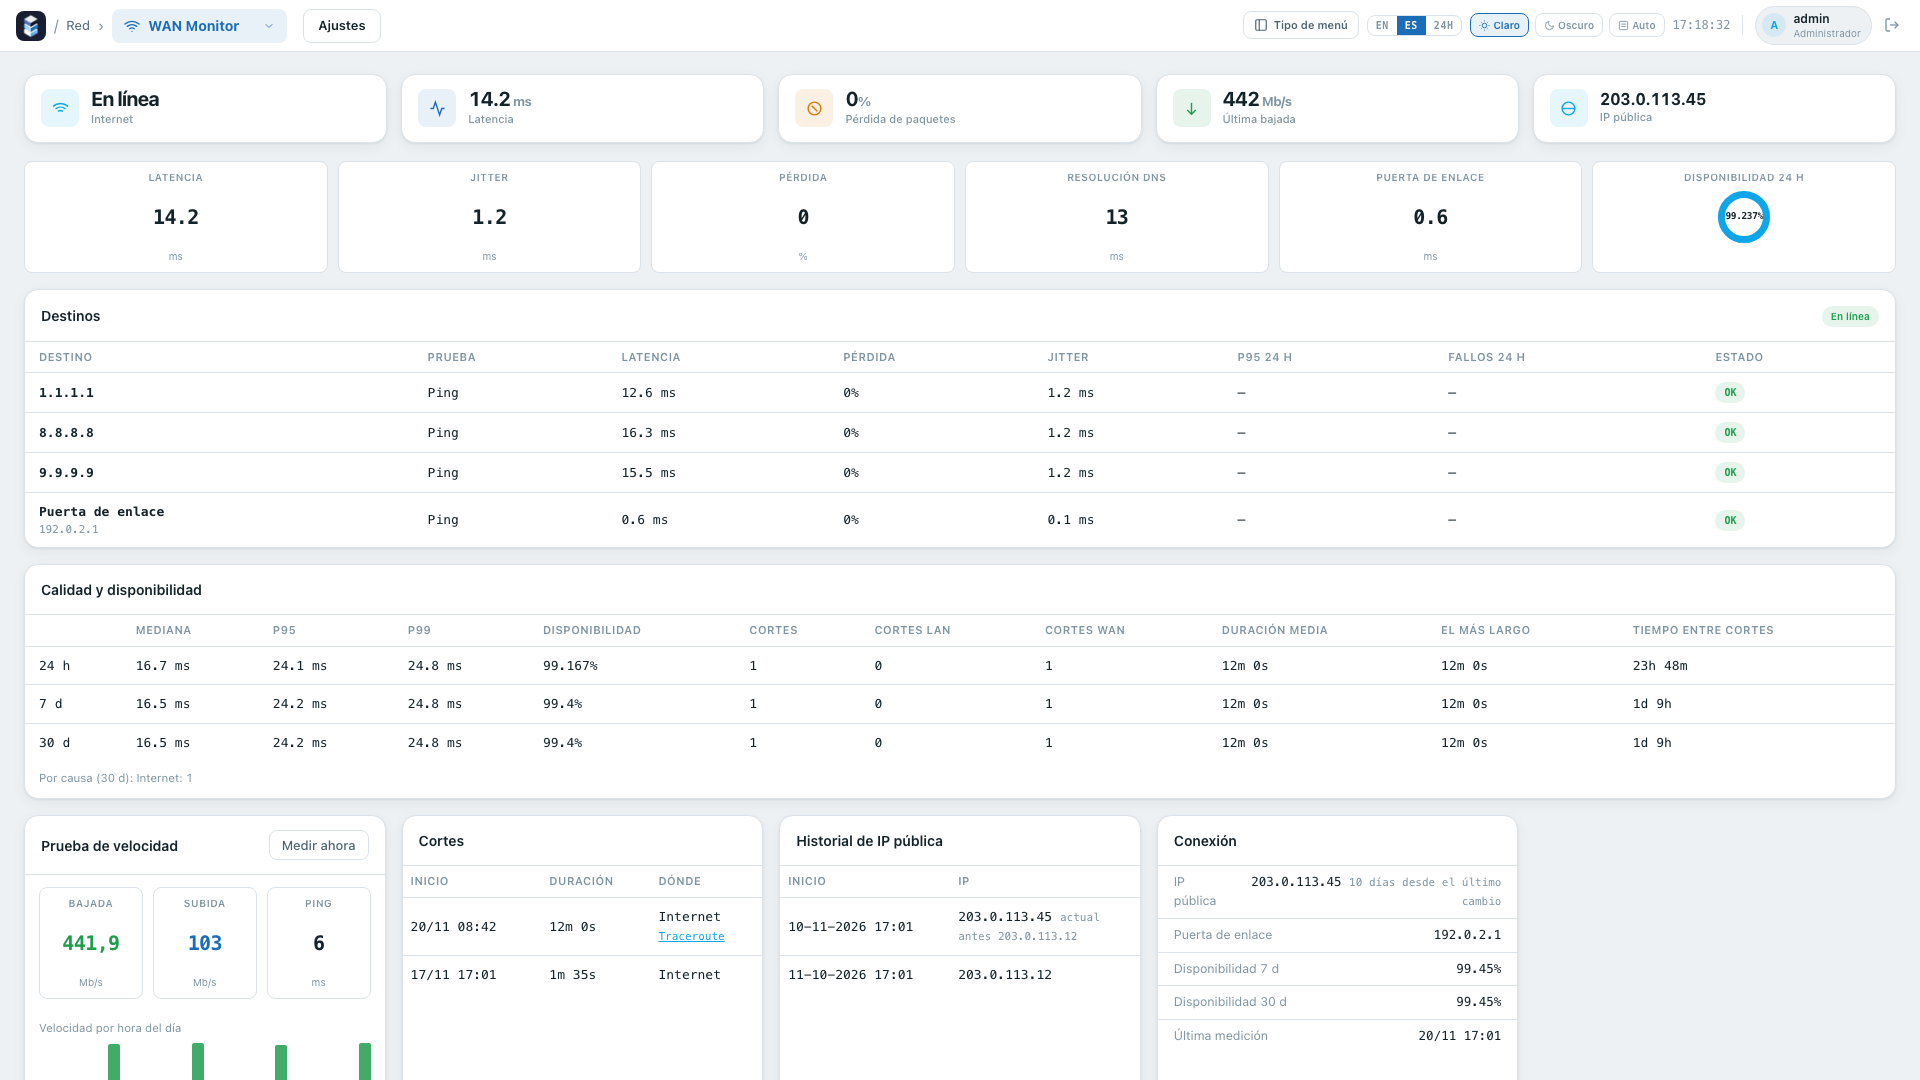 / Red › WAN Monitor Ajustes Tipo de menú EN ES 24H Claro Oscuro Auto 17:18:32 A admin
Administrador
En línea
Internet
14.2 ms
Latencia
0%
Pérdida de paquetes
442 Mb/s
Última bajada
203.0.113.45
IP pública
LATENCIA
14.2
ms
JITTER
1.2
ms
PÉRDIDA
0
%
RESOLUCIÓN DNS
13
ms
PUERTA DE ENLACE
0.6
ms
DISPONIBILIDAD 24 H
99.237%
Destinos En línea
DESTINO PRUEBA LATENCIA PÉRDIDA JITTER P95 24 H FALLOS 24 H ESTADO
1.1.1.1 Ping 12.6 ms 0% 1.2 ms — — OK
8.8.8.8 Ping 16.3 ms 0% 1.2 ms — — OK
9.9.9.9 Ping 15.5 ms 0% 1.2 ms — — OK
Puerta de enlace Ping 0.6 ms 0% 0.1 ms — — OK
192.0.2.1
Calidad y disponibilidad
MEDIANA P95 P99 DISPONIBILIDAD CORTES CORTES LAN CORTES WAN DURACIÓN MEDIA EL MÁS LARGO TIEMPO ENTRE CORTES
24 h 16.7 ms 24.1 ms 24.8 ms 99.167% 1 0 1 12m 0s 12m 0s 23h 48m
7 d 16.5 ms 24.2 ms 24.8 ms 99.4% 1 0 1 12m 0s 12m 0s 1d 9h
30 d 16.5 ms 24.2 ms 24.8 ms 99.4% 1 0 1 12m 0s 12m 0s 1d 9h
Por causa (30 d): Internet: 1
Prueba de velocidad Medir ahora
BAJADA
441,9
Mb/s
SUBIDA
103
Mb/s
PING
6
ms
Velocidad por hora del día
Cortes
INICIO DURACIÓN DÓNDE
20/11 08:42 12m 0s Internet
Traceroute
17/11 17:01 1m 35s Internet
Historial de IP pública
INICIO IP
10-11-2026 17:01 203.0.113.45 actual
antes 203.0.113.12
11-10-2026 17:01 203.0.113.12
Conexión
IP pública 203.0.113.45 10 días desde el último cambio
Puerta de enlace 192.0.2.1
Disponibilidad 7 d 99.45%
Disponibilidad 30 d 99.45%
Última medición 20/11 17:01